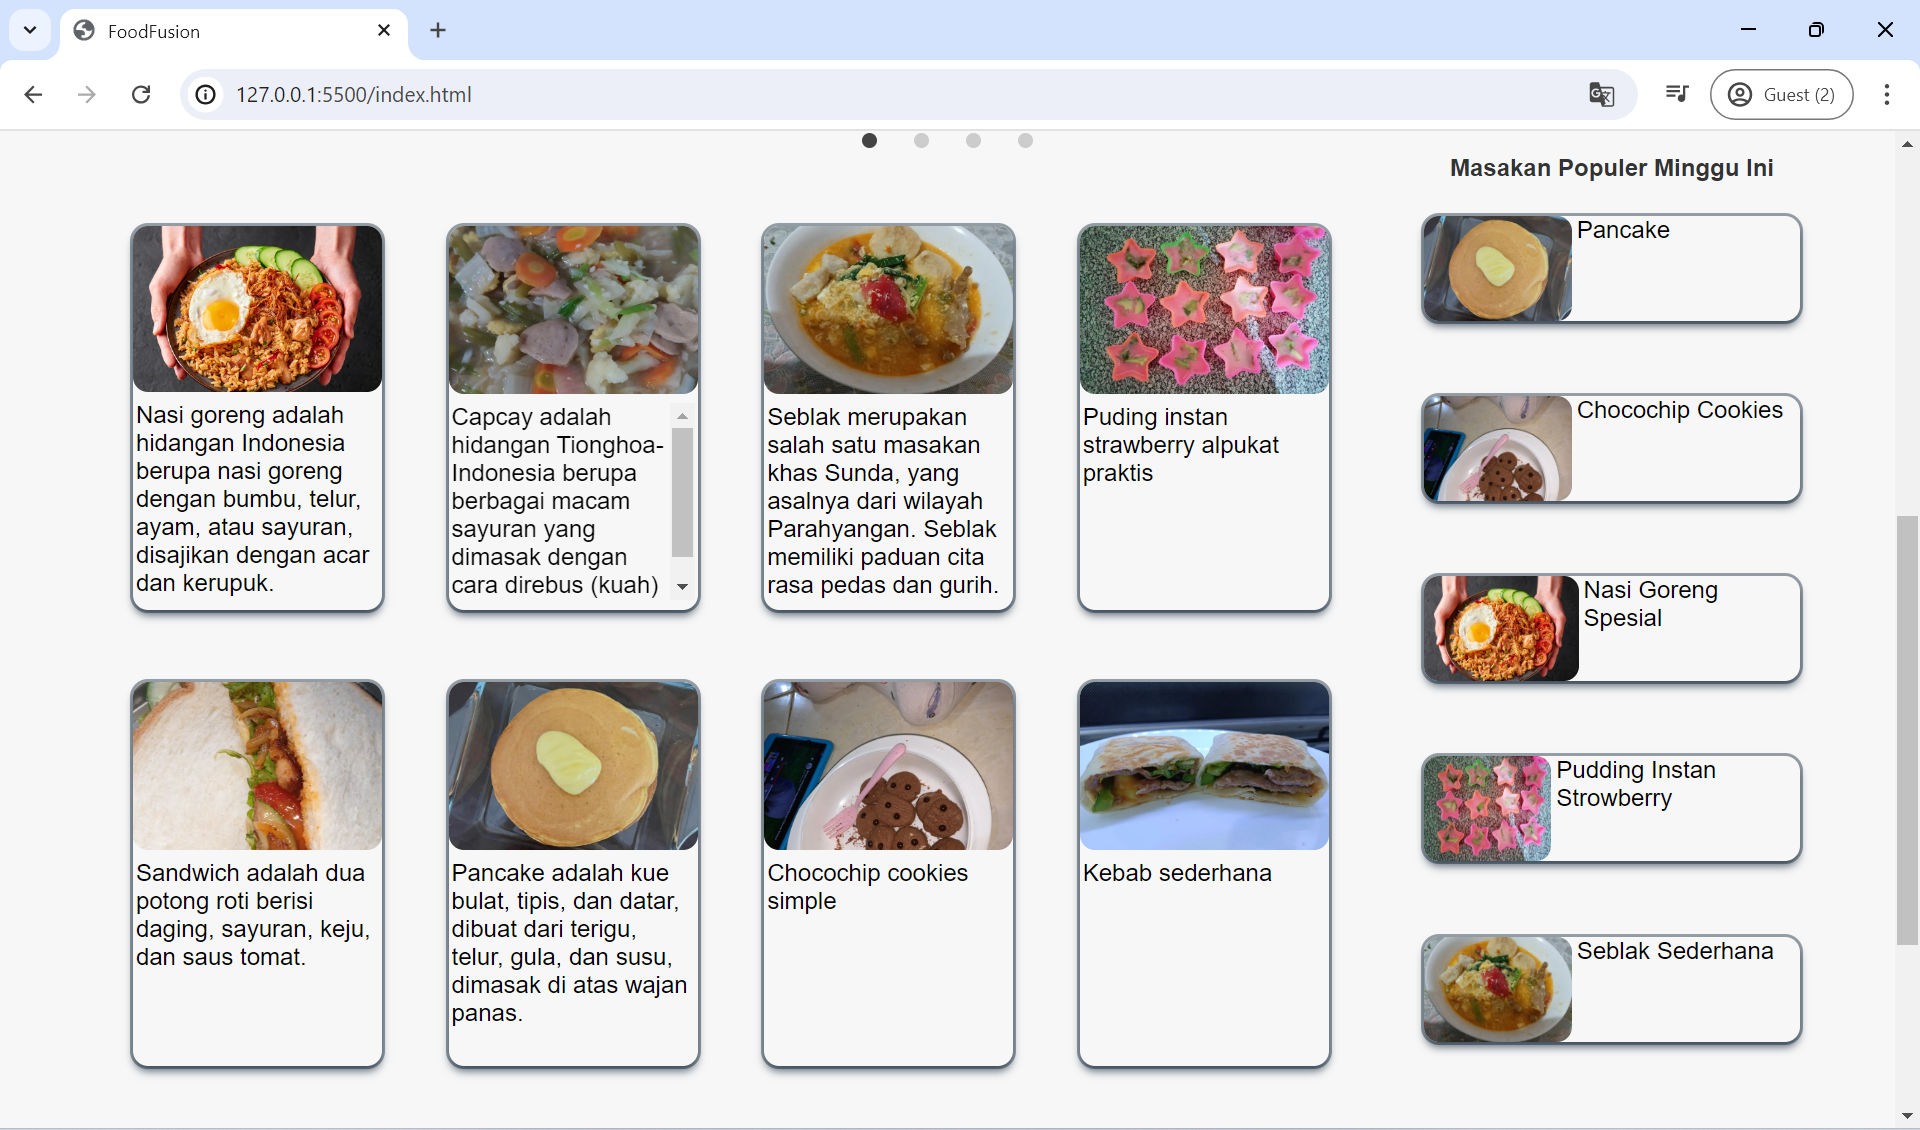 FoodFusion
127.0.0.1:5500/index.html
Guest (2)
Masakan Populer Minggu Ini
Nasi goreng adalah
hidangan Indonesia
berupa nasi goreng
dengan bumbu, telur,
ayam, atau sayuran,
disajikan dengan acar
dan kerupuk.
Capcay adalah
hidangan Tionghoa-
Indonesia berupa
berbagai macam
sayuran yang
dimasak dengan
cara direbus (kuah)
Seblak merupakan
salah satu masakan
khas Sunda, yang
asalnya dari wilayah
Parahyangan. Seblak
memiliki paduan cita
rasa pedas dan gurih.
Puding instan
strawberry alpukat
praktis
Sandwich adalah dua
potong roti berisi
daging, sayuran, keju,
dan saus tomat.
Pancake adalah kue
bulat, tipis, dan datar,
dibuat dari terigu,
telur, gula, dan susu,
dimasak di atas wajan
panas.
Chocochip cookies
simple
Kebab sederhana
Pancake
Chocochip Cookies
Nasi Goreng
Spesial
Pudding Instan
Strowberry
Seblak Sederhana